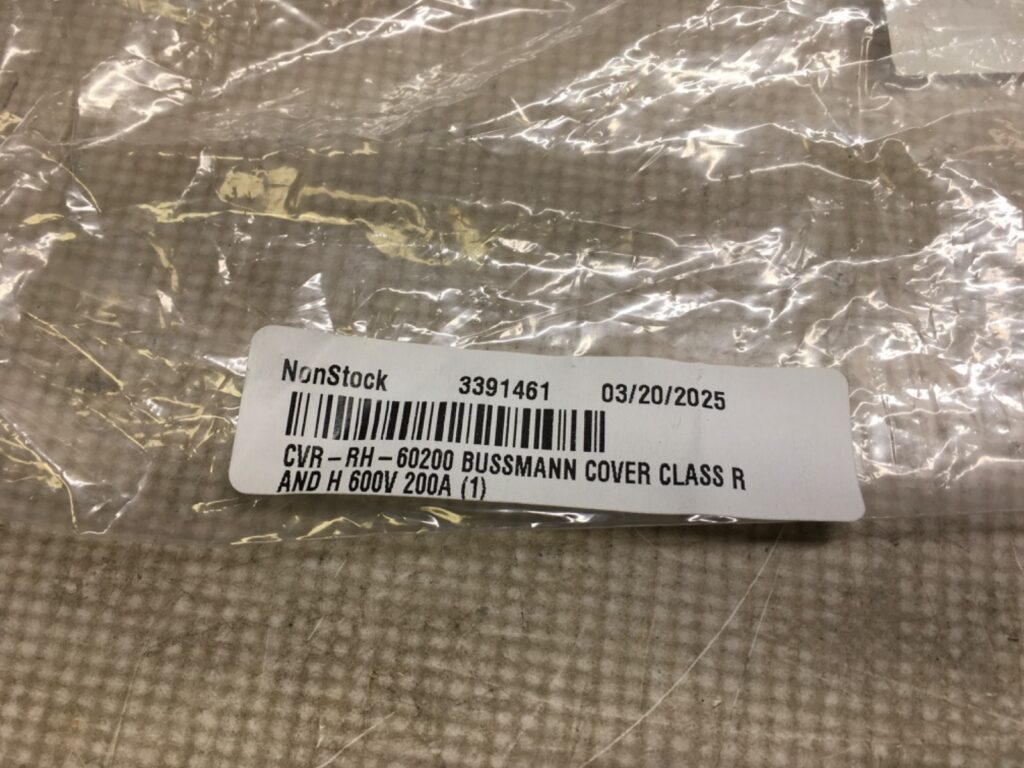 NonStock 3391461 03/20/2025
CVR-RH-60200 BUSSMANN COVER CLASS R
AND H 600V 200A (1)